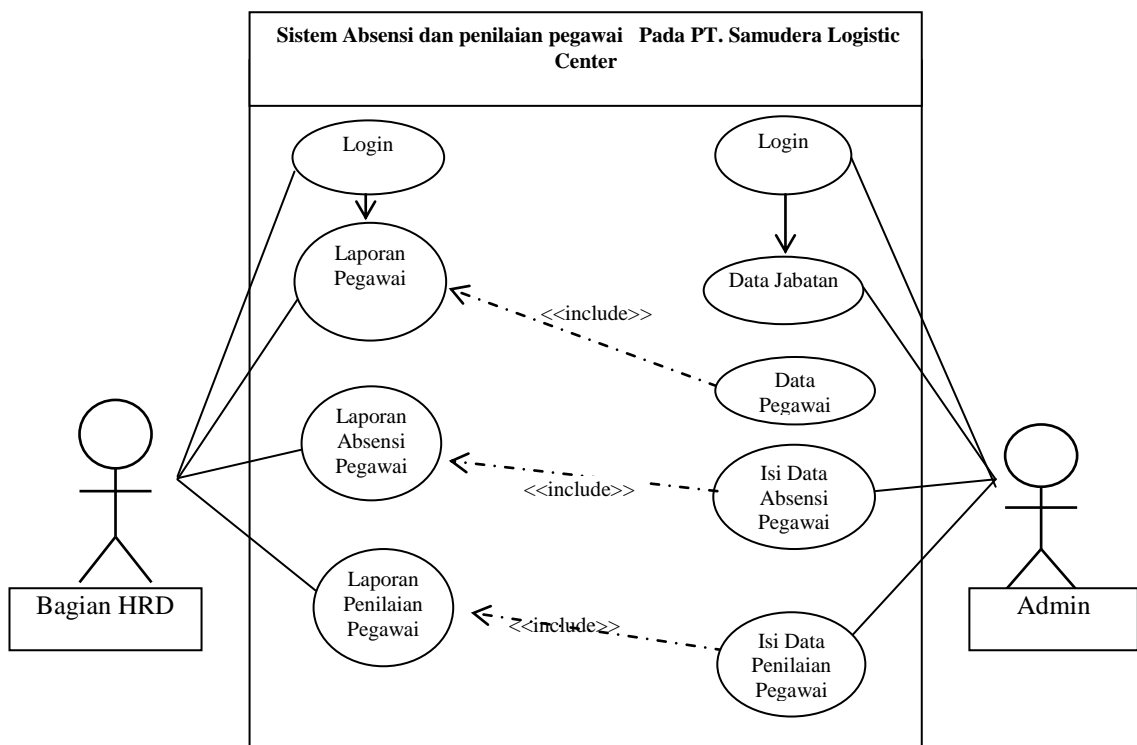 Sistem Absensi dan penilaian pegawai Pada PT. Samudera Logistic
Center
Login
Login
Laporan
Pegawai
Data Jabatan
<<include>>
Data
Pegawai
Laporan
Absensi
Pegawai
Isi Data
Absensi
Pegawai
<<include>>
Laporan
Penilaian
Pegawai
<<include>>
Isi Data
Penilaian
Pegawai
Bagian HRD
Admin